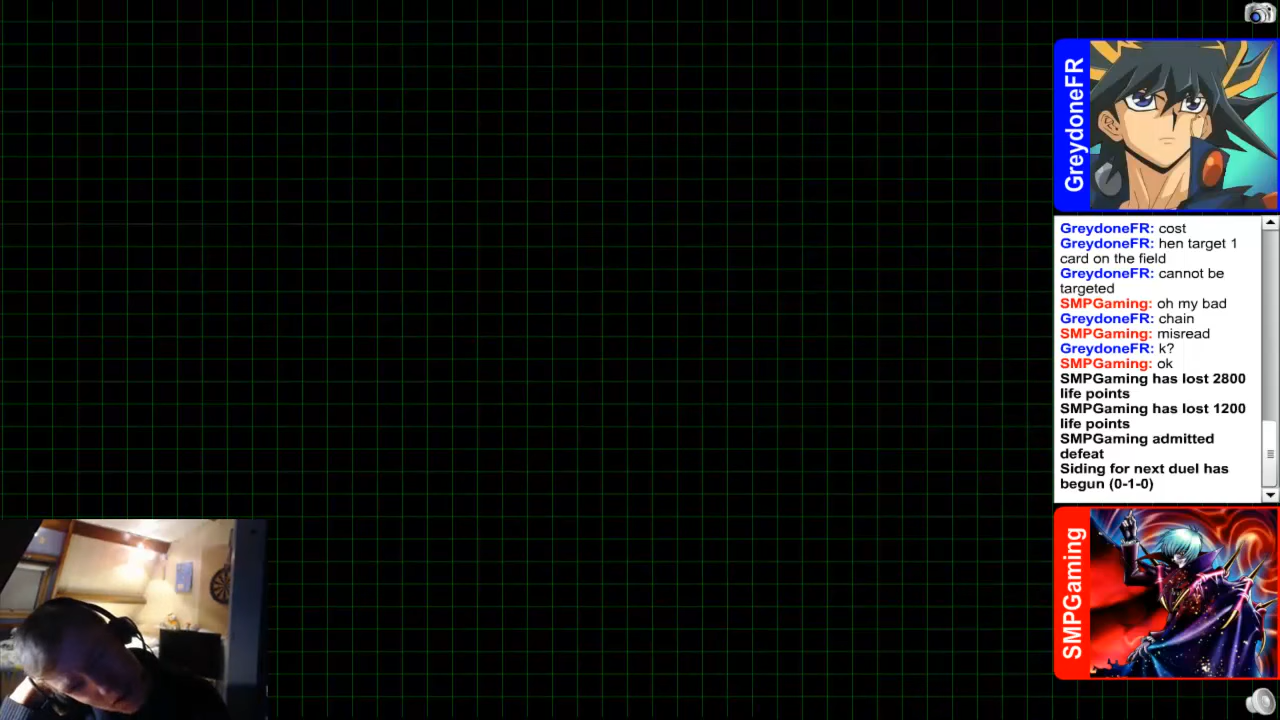 GreydoneFR
GreydoneFR: cost
GreydoneFR: hen target 1
card on the field
GreydoneFR: cannot be
targeted
SMPGaming: oh my bad
GreydoneFR: chain
SMPGaming: misread
GreydoneFR: k?
SMPGaming: ok
SMPGaming has lost 2800
life points
SMPGaming has lost 1200
life points
SMPGaming admitted
defeat
Siding for next duel has
begun (0-1-0)
SMPGaming